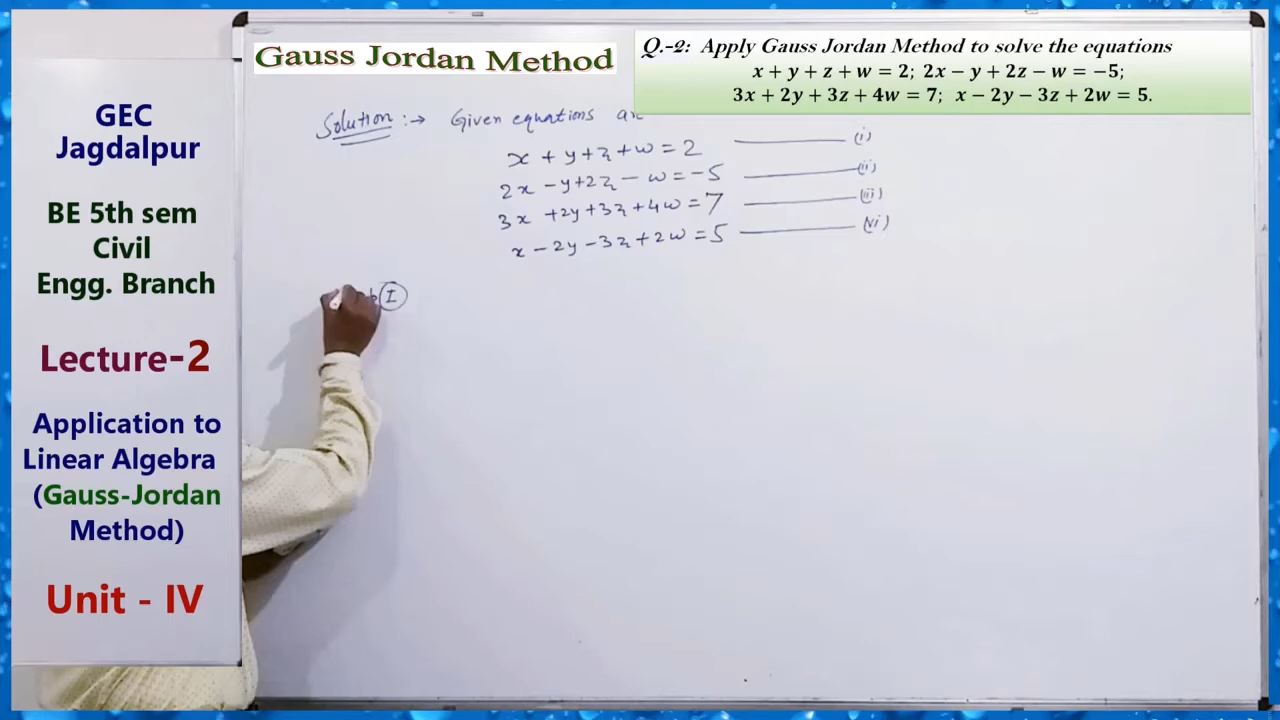 GEC
Jagdalpur
BE 5th sem
Civil
Engg. Branch
Lecture-2
Application to
Linear Algebra
(Gauss-Jordan
Method)
Unit - IV
Gauss Jordan Method
Q.-2: Apply Gauss Jordan Method to solve the equations
x + y + z + w = 2; 2x − y + 2z − w = −5;
3x + 2y + 3z + 4w = 7; x − 2y − 3z + 2w = 5.
Solution :→ Given equations
x + y + z + w = 2 (i)
2x − y + 2z − w = −5 (ii)
3x + 2y + 3z + 4w = 7 (iii)
x − 2y − 3z + 2w = 5 (vi)
I